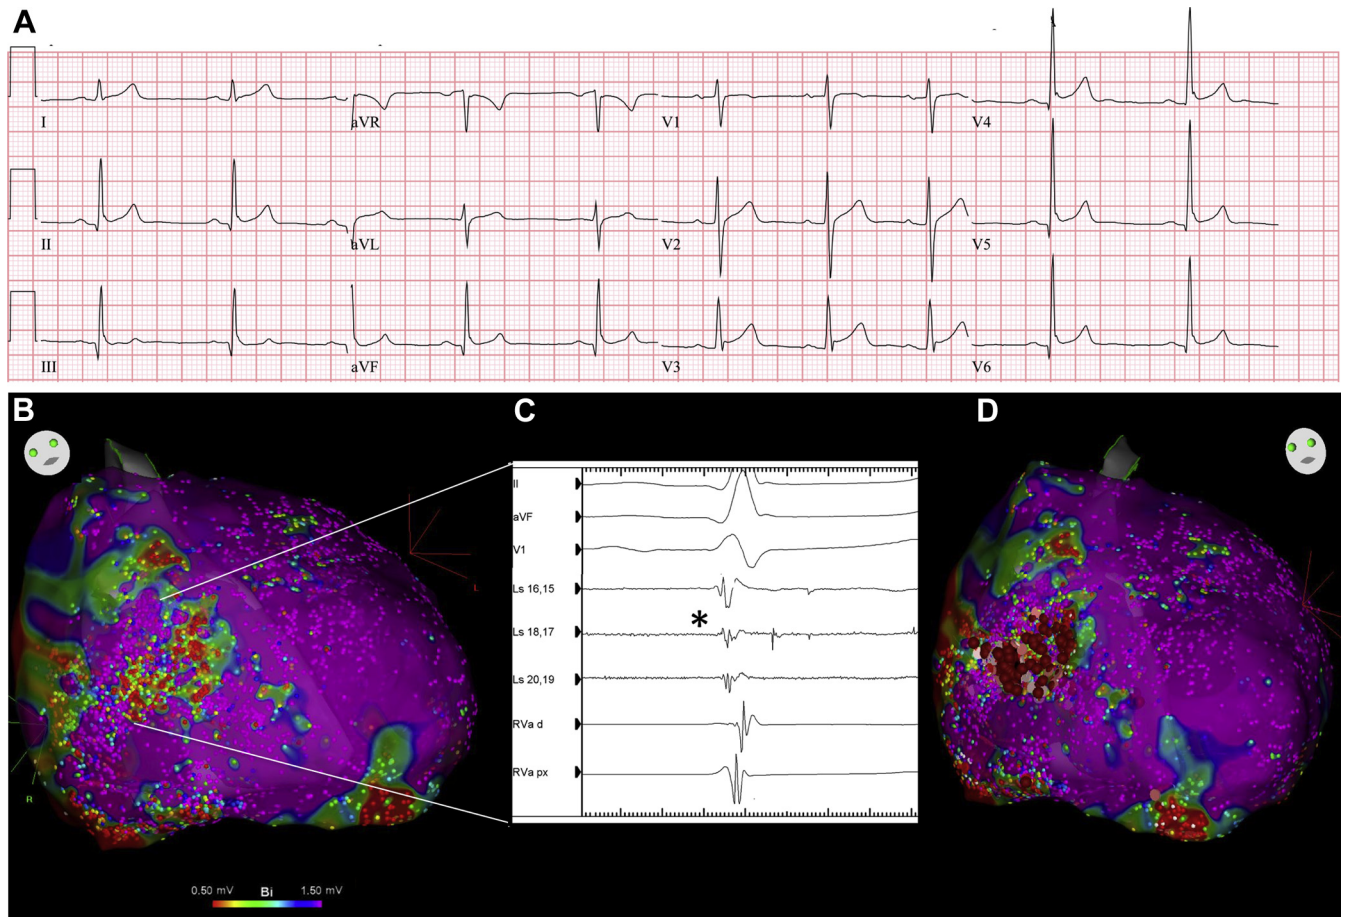 A
I
aVR
V1
V4
II
aVL
V2
V5
III
aVF
V3
V6
B
C
D
II
aVF
V1
Ls 16,15
Ls 18,17
*
Ls 20,19
RVa d
RVa px
L
R
0.50 mV Bi 1.50 mV